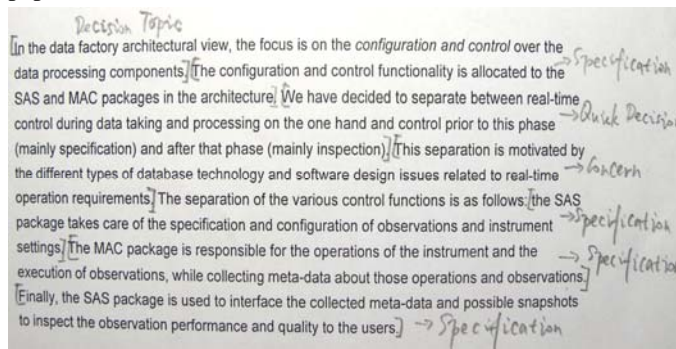 Decision Topic
[In the data factory architectural view, the focus is on the configuration and control over the
data processing components.] [The configuration and control functionality is allocated to the → Specification
SAS and MAC packages in the architecture.] [We have decided to separate between real-time
control during data taking and processing on the one hand and control prior to this phase → Quick Decision
(mainly specification) and after that phase (mainly inspection).] [This separation is motivated by
the different types of database technology and software design issues related to real-time → Concern
operation requirements.] The separation of the various control functions is as follows: [the SAS
package takes care of the specification and configuration of observations and instrument → Specification
settings.] [The MAC package is responsible for the operations of the instrument and the → Specification
execution of observations, while collecting meta-data about those operations and observations.]
[Finally, the SAS package is used to interface the collected meta-data and possible snapshots
to inspect the observation performance and quality to the users.] → Specification